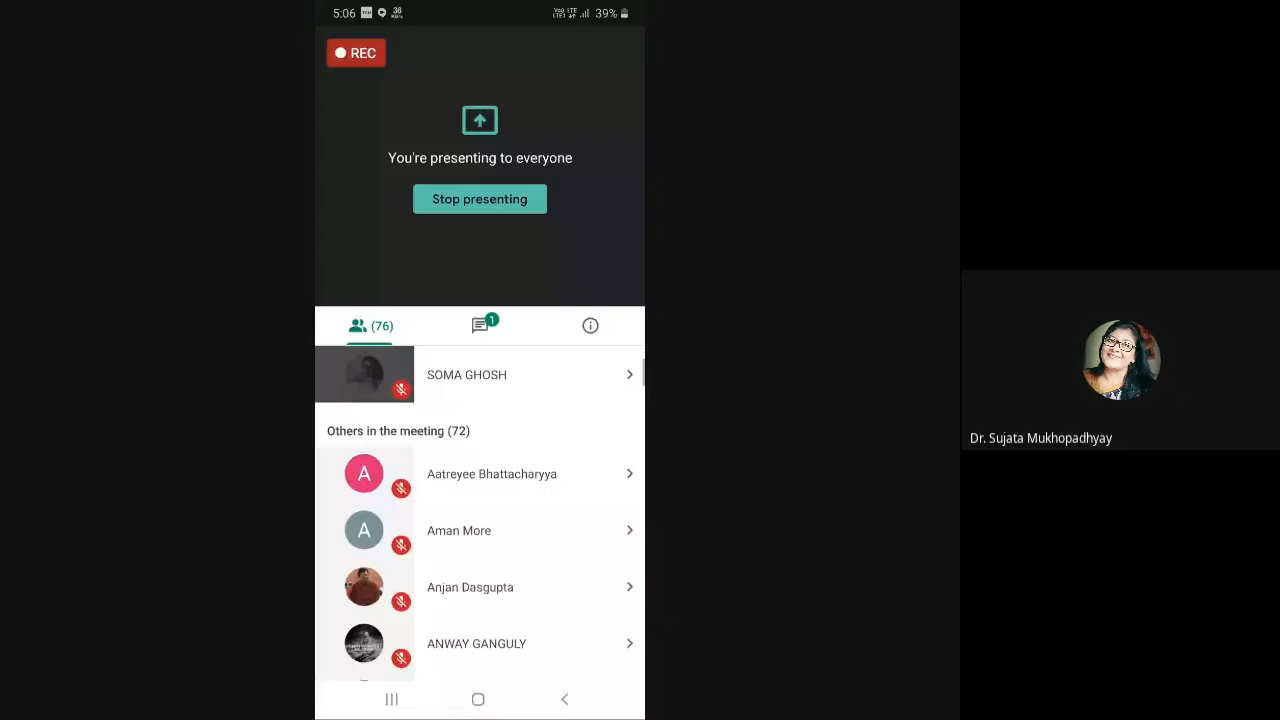 5:06
39%
REC
You're presenting to everyone
Stop presenting
(76)
1
SOMA GHOSH
Others in the meeting (72)
A
Aatreyee Bhattacharyya
A
Aman More
Anjan Dasgupta
ANWAY GANGULY
Dr. Sujata Mukhopadhyay